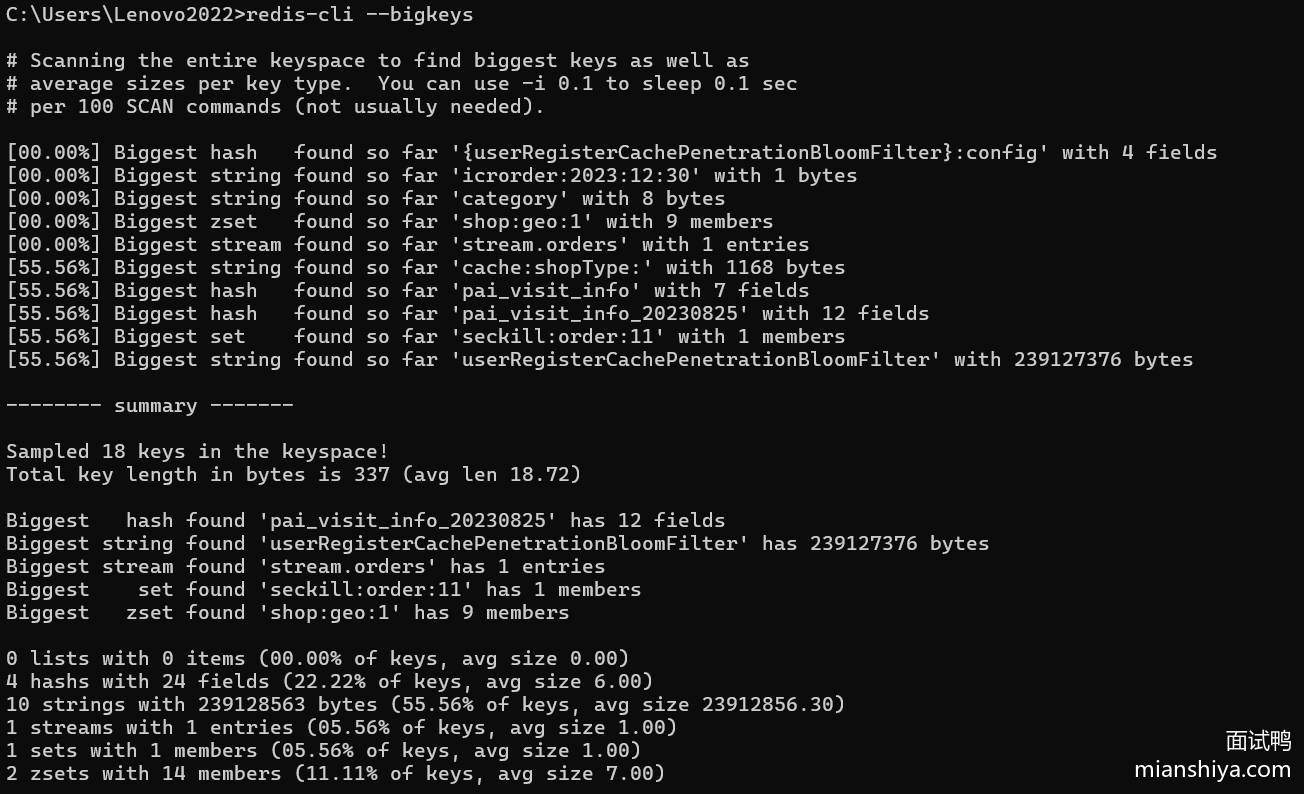 C:\Users\Lenovo2022>redis-cli --bigkeys
# Scanning the entire keyspace to find biggest keys as well as
# average sizes per key type.  You can use -i 0.1 to sleep 0.1 sec
# per 100 SCAN commands (not usually needed).
[00.00%] Biggest hash   found so far '{userRegisterCachePenetrationBloomFilter}:config' with 4 fields
[00.00%] Biggest string found so far 'icrorder:2023:12:30' with 1 bytes
[00.00%] Biggest string found so far 'category' with 8 bytes
[00.00%] Biggest zset   found so far 'shop:geo:1' with 9 members
[00.00%] Biggest stream found so far 'stream.orders' with 1 entries
[55.56%] Biggest string found so far 'cache:shopType:' with 1168 bytes
[55.56%] Biggest hash   found so far 'pai_visit_info' with 7 fields
[55.56%] Biggest hash   found so far 'pai_visit_info_20230825' with 12 fields
[55.56%] Biggest set    found so far 'seckill:order:11' with 1 members
[55.56%] Biggest string found so far 'userRegisterCachePenetrationBloomFilter' with 239127376 bytes
-------- summary -------
Sampled 18 keys in the keyspace!
Total key length in bytes is 337 (avg len 18.72)
Biggest   hash found 'pai_visit_info_20230825' has 12 fields
Biggest string found 'userRegisterCachePenetrationBloomFilter' has 239127376 bytes
Biggest stream found 'stream.orders' has 1 entries
Biggest    set found 'seckill:order:11' has 1 members
Biggest   zset found 'shop:geo:1' has 9 members
0 lists with 0 items (00.00% of keys, avg size 0.00)
4 hashs with 24 fields (22.22% of keys, avg size 6.00)
10 strings with 239128563 bytes (55.56% of keys, avg size 23912856.30)
1 streams with 1 entries (05.56% of keys, avg size 1.00)
1 sets with 1 members (05.56% of keys, avg size 1.00)
2 zsets with 14 members (11.11% of keys, avg size 7.00)
面试鸭
mianshiya.com